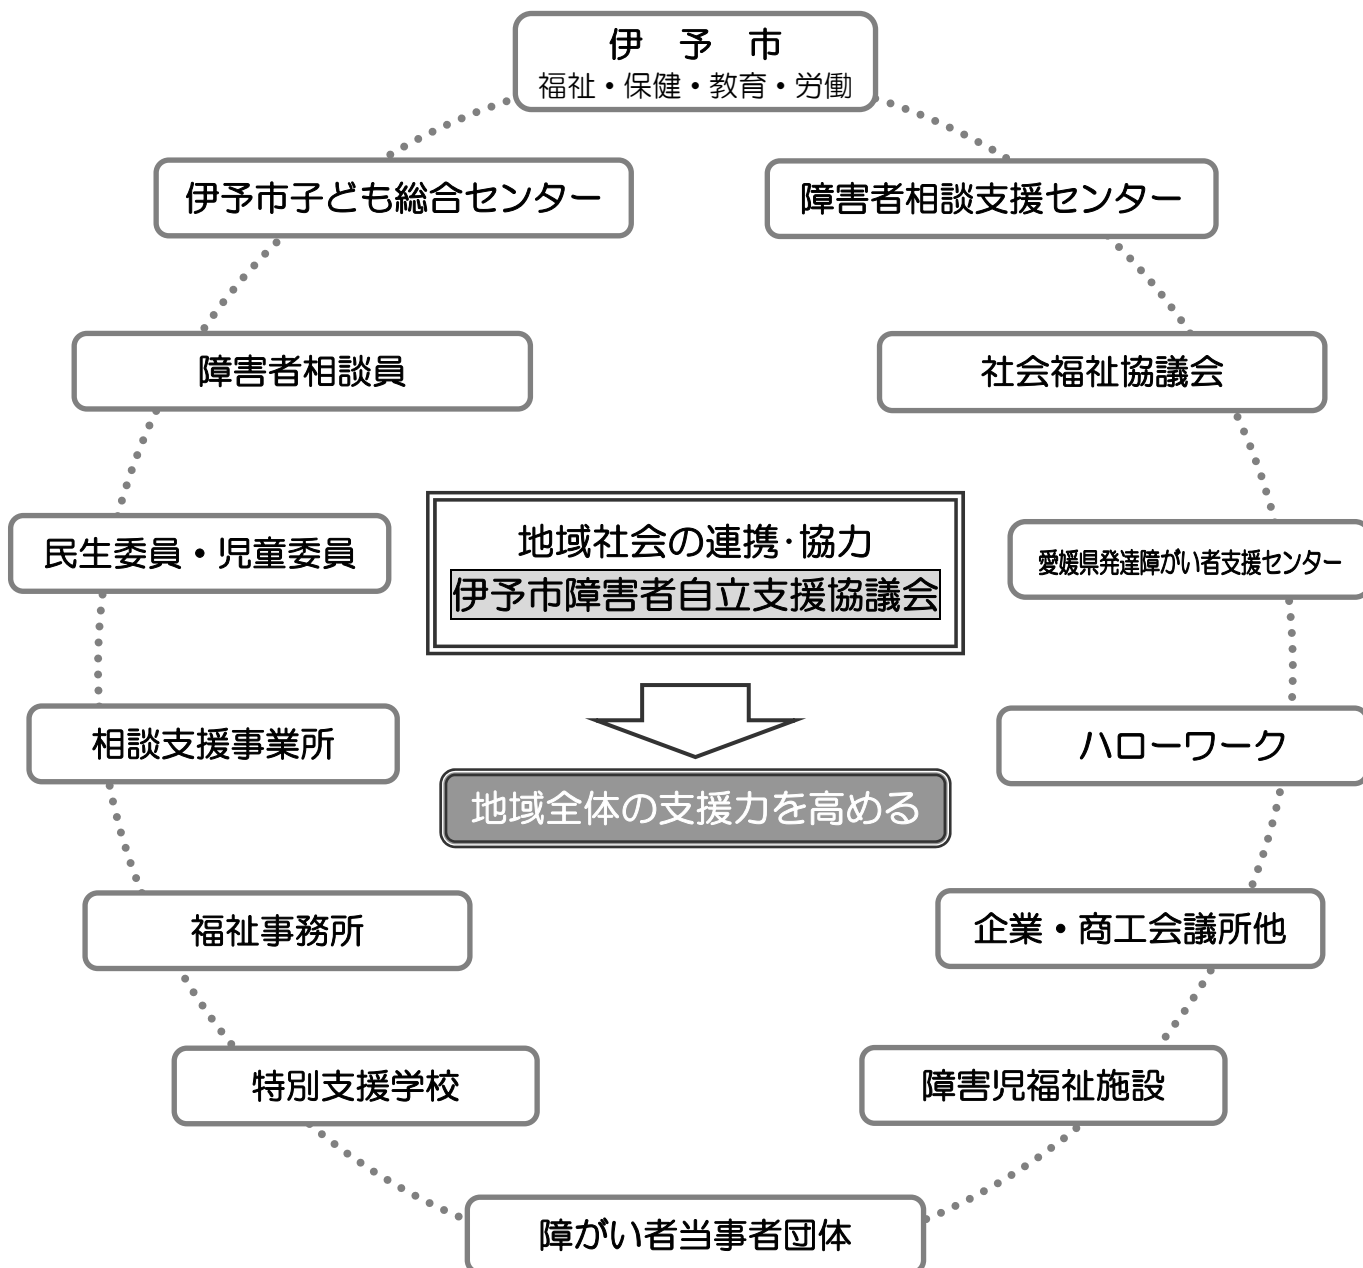 伊　予　市
福祉・保健・教育・労働
伊予市子ども総合センター
障害者相談支援センター
障害者相談員
社会福祉協議会
地域社会の連携・協力
伊予市障害者自立支援協議会
民生委員・児童委員
愛媛県発達障がい者支援センター
相談支援事業所
ハローワーク
地域全体の支援力を高める
福祉事務所
企業・商工会議所他
特別支援学校
障害児福祉施設
障がい者当事者団体